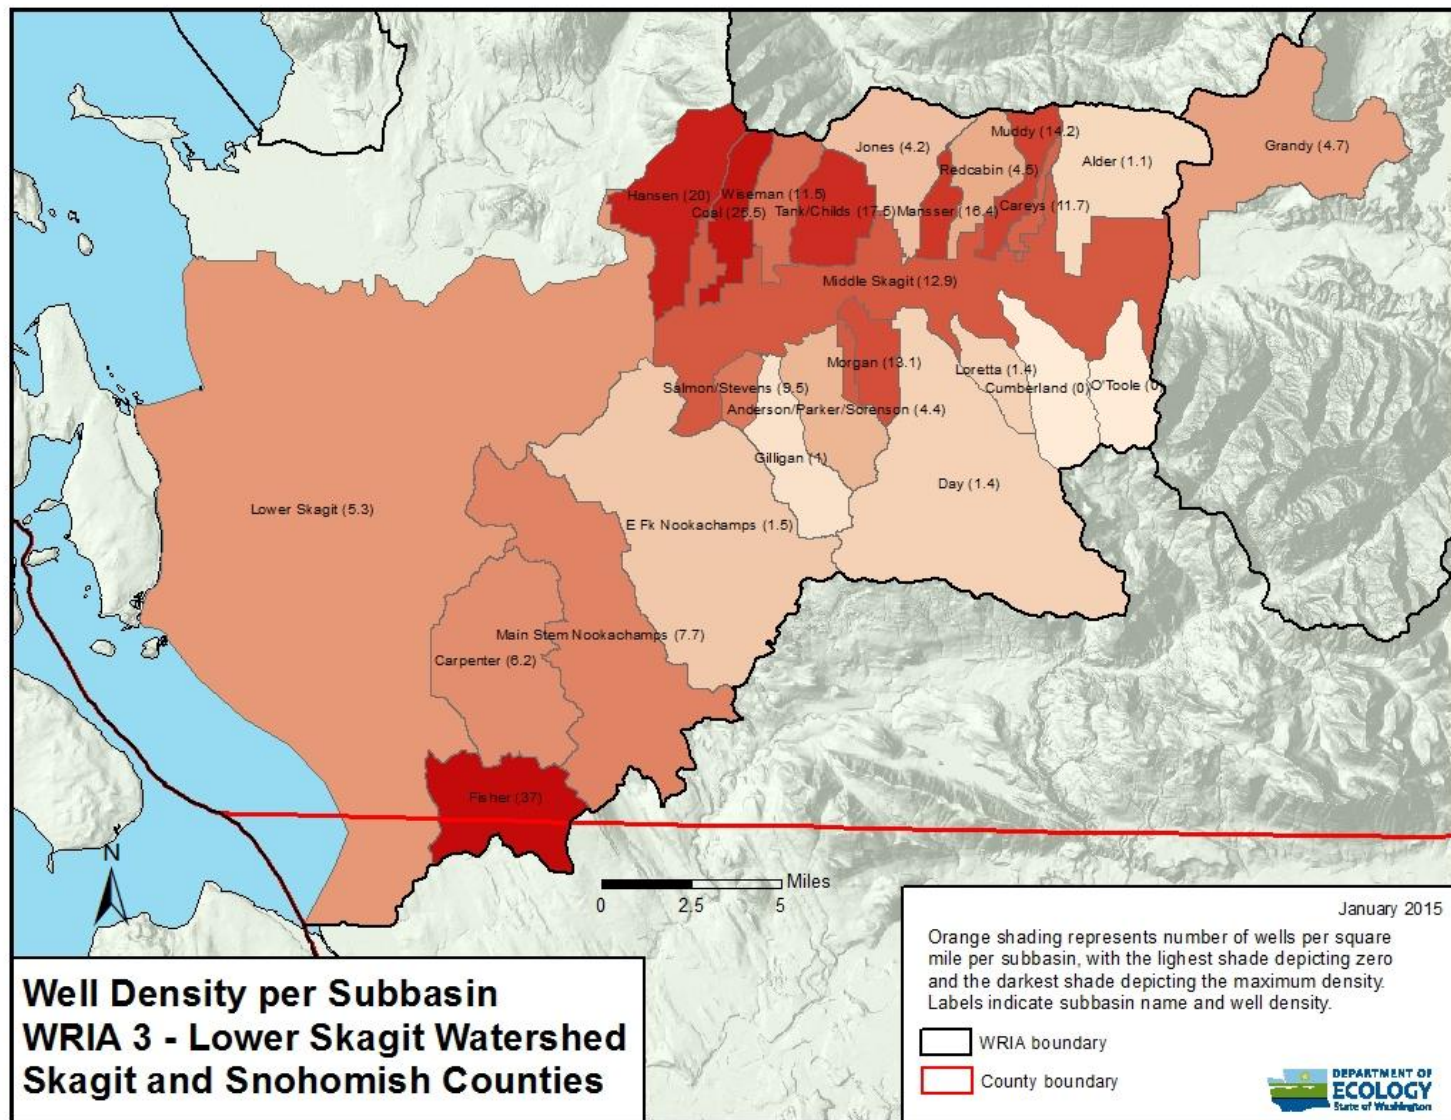 Muddy (14.2)
Jones (4.2)
Grandy (4.7)
Alder (1.1)
Redcabin (4.5)
Hansen (20)
Wiseman (11.5)
Careys (11.7)
Coal (25.5)
Tank/Childs (17.5)
Mansser (16.4)
Middle Skagit (12.9)
Morgan (13.1)
Loretta (1.4)
Salmon/Stevens (9.5)
Cumberland (0)
O'Toole (0
Anderson/Parker/Sorenson (4.4)
Gilligan (1)
Day (1.4)
Lower Skagit (5.3)
E Fk Nookachamps (1.5)
Main Stem Nookachamps (7.7)
Carpenter (6.2)
Fisher (37)
N
Miles
0 2.5 5
January 2015
Orange shading represents number of wells per square
mile per subbasin, with the lighest shade depicting zero
and the darkest shade depicting the maximum density.
Labels indicate subbasin name and well density.
WRIA boundary
County boundary
Well Density per Subbasin
WRIA 3 - Lower Skagit Watershed
Skagit and Snohomish Counties
DEPARTMENT OF
ECOLOGY
State of Washington